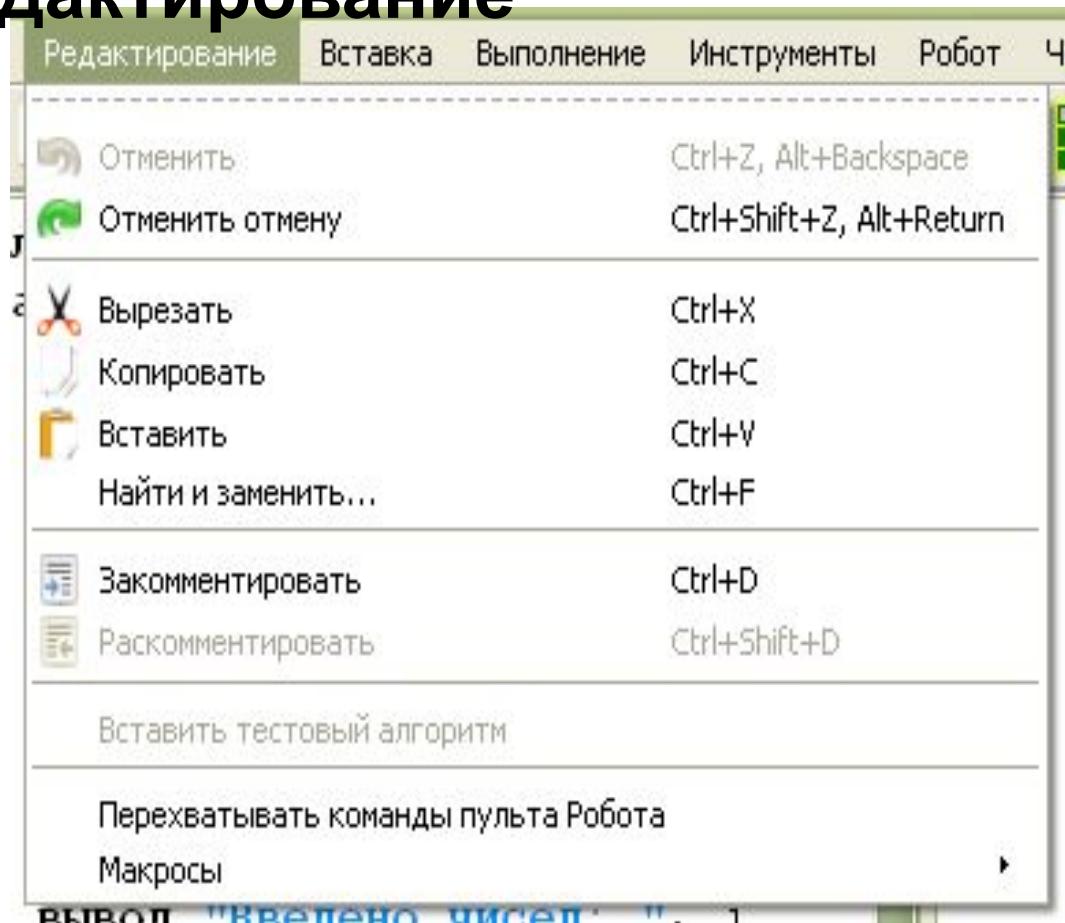 дактирование
Редактирование Вставка Выполнение Инструменты Робот Ч
Отменить Ctrl+Z, Alt+Backspace
Отменить отмену Ctrl+Shift+Z, Alt+Return
Вырезать Ctrl+X
Копировать Ctrl+C
Вставить Ctrl+V
Найти и заменить... Ctrl+F
Закомментировать Ctrl+D
Раскомментировать Ctrl+Shift+D
Вставить тестовый алгоритм
Перехватывать команды пульта Робота
Макросы
вывод "Введено чисел: ",